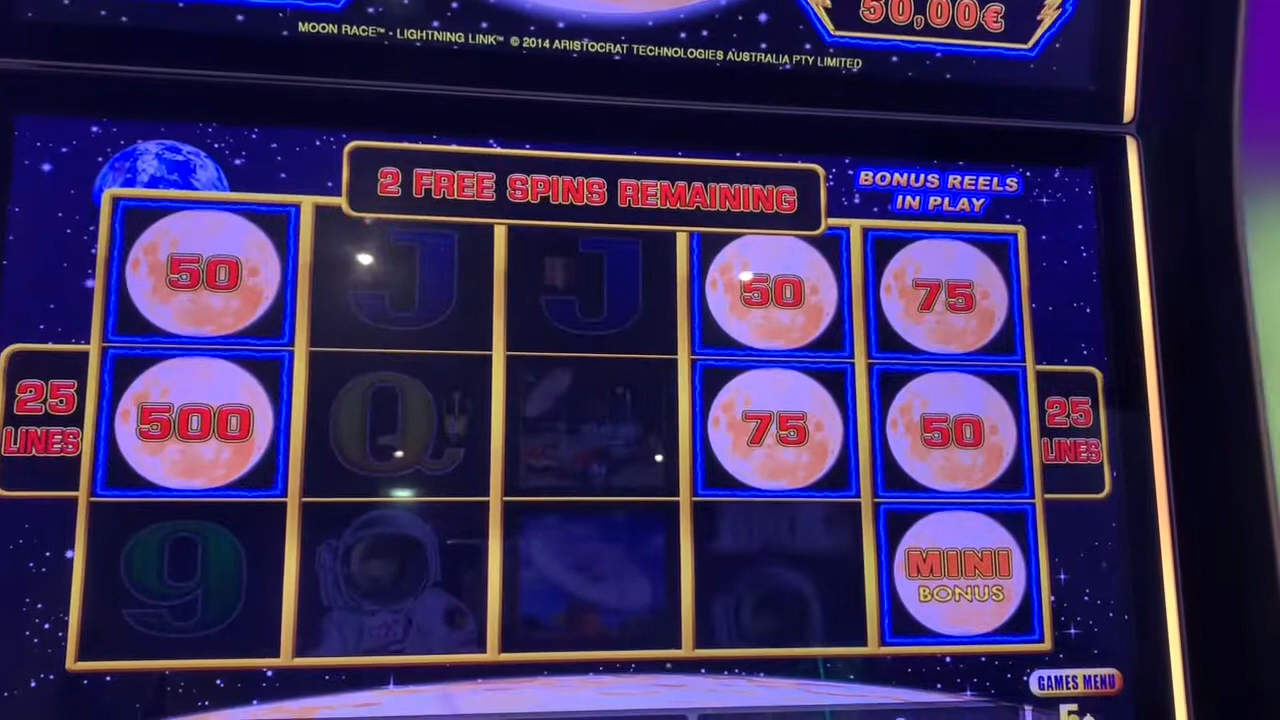 50,00€
MOON RACE™ - LIGHTNING LINK™ © 2014 ARISTOCRAT TECHNOLOGIES AUSTRALIA PTY LIMITED
2 FREE SPINS REMAINING
BONUS REELS
IN PLAY
50
J
J
50
75
25
LINES
500
Q
75
50
25
LINES
9
MINI
BONUS
GAMES MENU